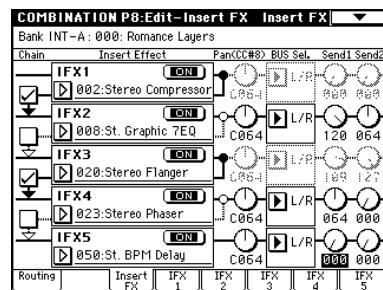 COMBINATION P8:Edit-Insert FX Insert FX
Bank INT-A: 000: Romance Layers
Chain Insert Effect Pan(CC#8) BUS Sel. Send1 Send2
IFX1 ON
002:Stereo Compressor C064 L/R
IFX2 ON
008:St. Graphic 7EQ C064 L/R 120 064
IFX3 ON
020:Stereo Flanger C064 L/R 127
IFX4 ON
023:Stereo Phaser C064 L/R 064 000
IFX5 ON
050:St. BPM Delay C064 L/R 000 000
Routing Insert FX IFX 1 IFX 2 IFX 3 IFX 4 IFX 5